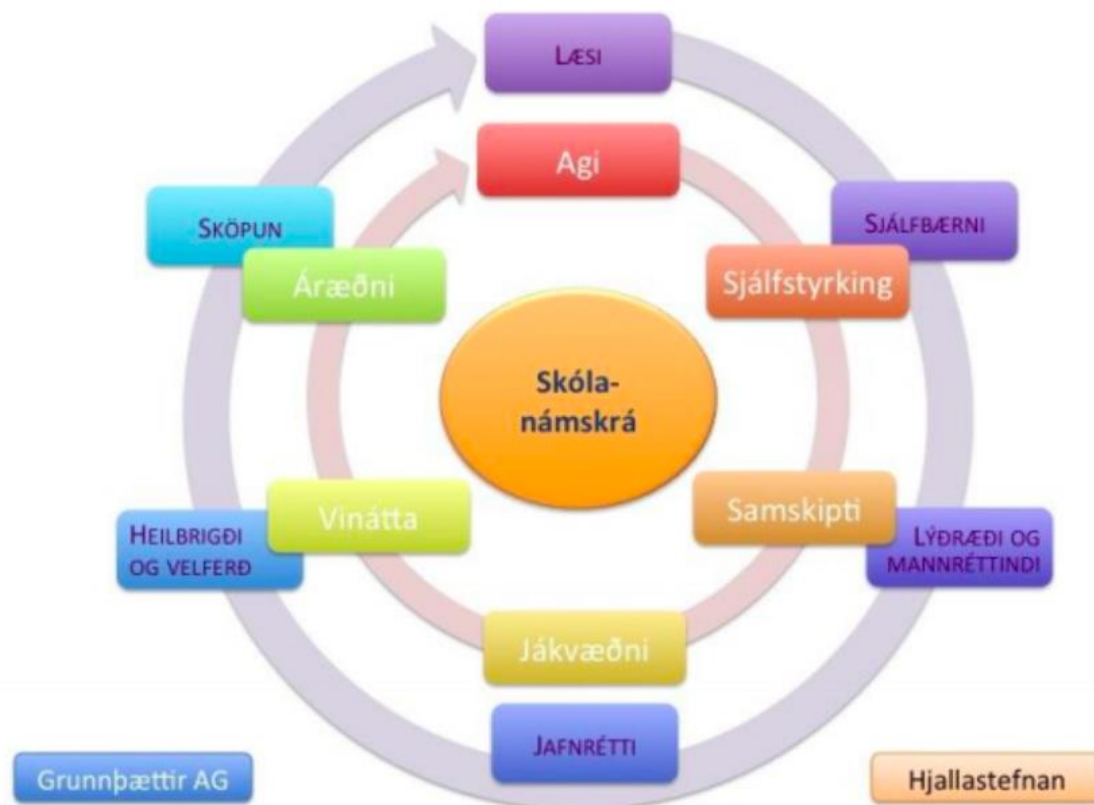 LÆSI
Agi
SKÖPUN
SJÁLFBÆRNI
Áræðni
Sjálfstyrking
Skóla-
námskrá
Vinátta
Samskipti
HEILBRIGÐI
OG VELFERÐ
LÝÐRÆÐI OG
MANNRÉTTINDI
Jákvæðni
JAFNRÉTTI
Grunnþættir AG
Hjallastefnan